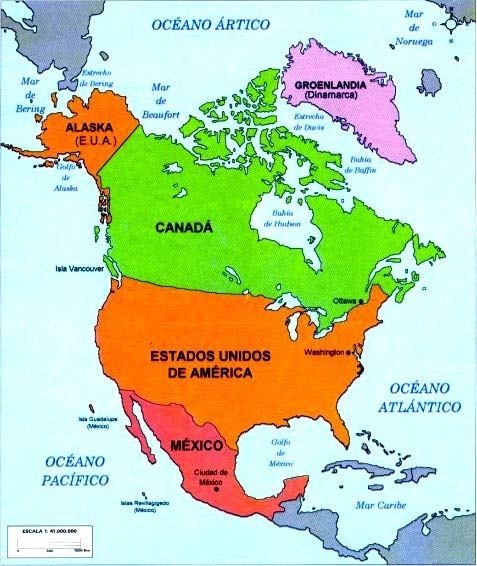 OCÉANO ÁRTICO
Mar
de
Noruega
Estrecho
de Bering
Mar
de
Bering
Mar
de
Beaufort
GROENLANDIA
(Dinamarca)
Estrecho
de Davis
ALASKA
(E.U.A.)
Golfo
de
Alaska
Bahía
de
Baffin
Bahía
de Hudson
CANADÁ
Isla Vancouver
Ottawa
Washington
ESTADOS UNIDOS
DE AMÉRICA
OCÉANO
ATLÁNTICO
Isla Guadalupe
(México)
MÉXICO
Golfo
de
México
OCÉANO
PACÍFICO
Ciudad de
México
Islas Revillagigedo
(México)
Mar Caribe
ESCALA 1: 41.000.000